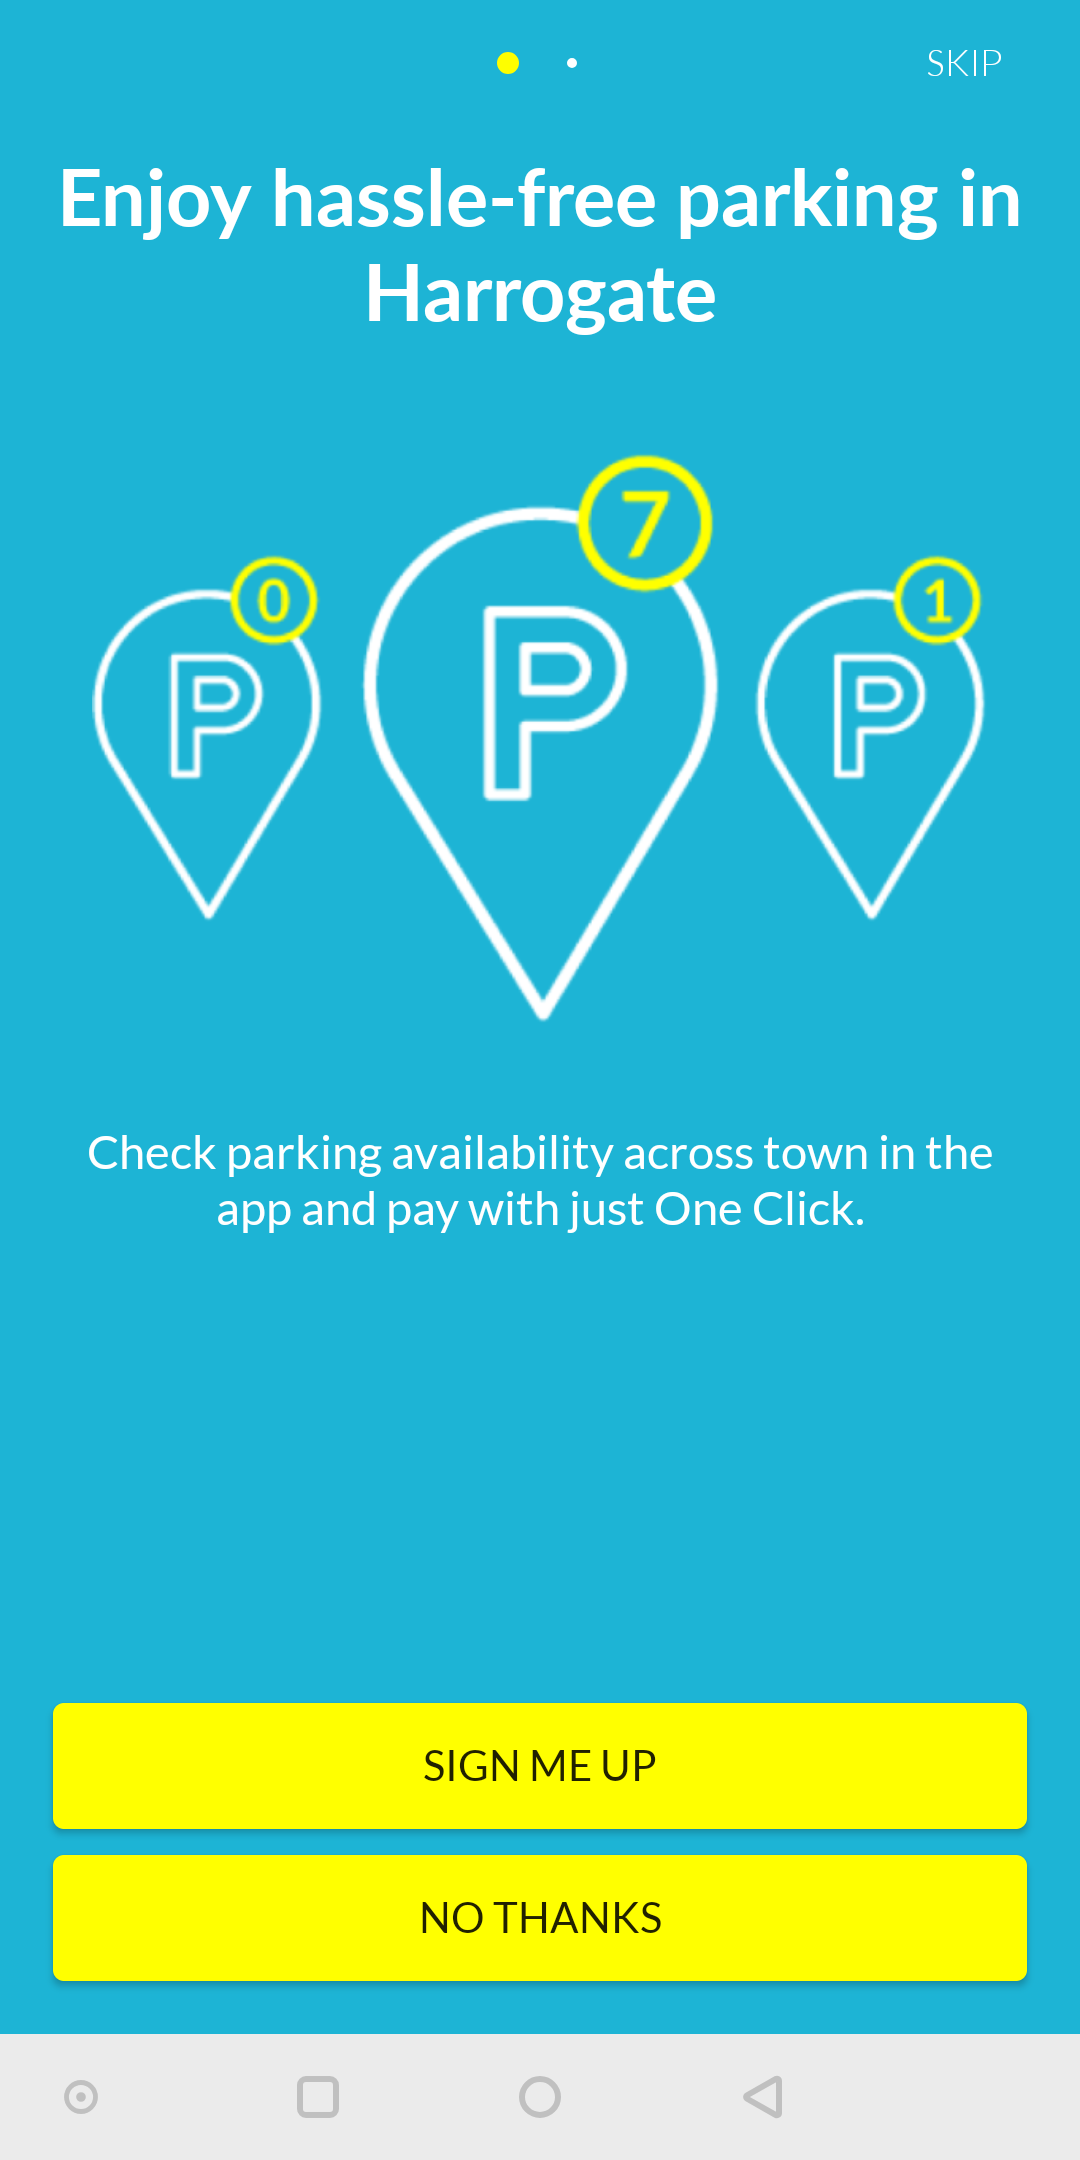 SKIP
Enjoy hassle-free parking in
Harrogate
7
0
1
P
P
P
Check parking availability across town in the
app and pay with just One Click.
SIGN ME UP
NO THANKS